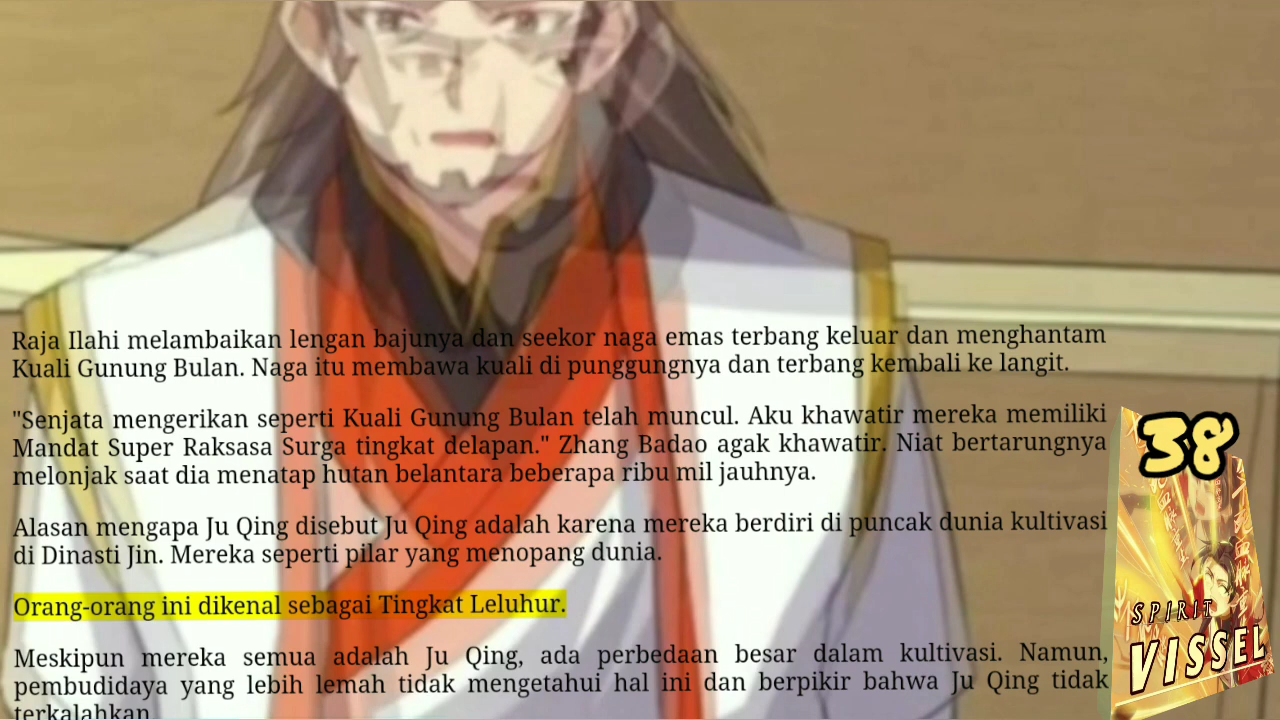 Raja Ilahi melambaikan lengan bajunya dan seekor naga emas terbang keluar dan menghantam
Kuali Gunung Bulan. Naga itu membawa kuali di punggungnya dan terbang kembali ke langit.
"Senjata mengerikan seperti Kuali Gunung Bulan telah muncul. Aku khawatir mereka memiliki
Mandat Super Raksasa Surga tingkat delapan." Zhang Badao agak khawatir. Niat bertarungnya
melonjak saat dia menatap hutan belantara beberapa ribu mil jauhnya.
Alasan mengapa Ju Qing disebut Ju Qing adalah karena mereka berdiri di puncak dunia kultivasi
di Dinasti Jin. Mereka seperti pilar yang menopang dunia.
Orang-orang ini dikenal sebagai Tingkat Leluhur.
Meskipun mereka semua adalah Ju Qing, ada perbedaan besar dalam kultivasi. Namun,
pembudidaya yang lebih lemah tidak mengetahui hal ini dan berpikir bahwa Ju Qing tidak
terkalahkan
38
SPIRIT
VISSEL